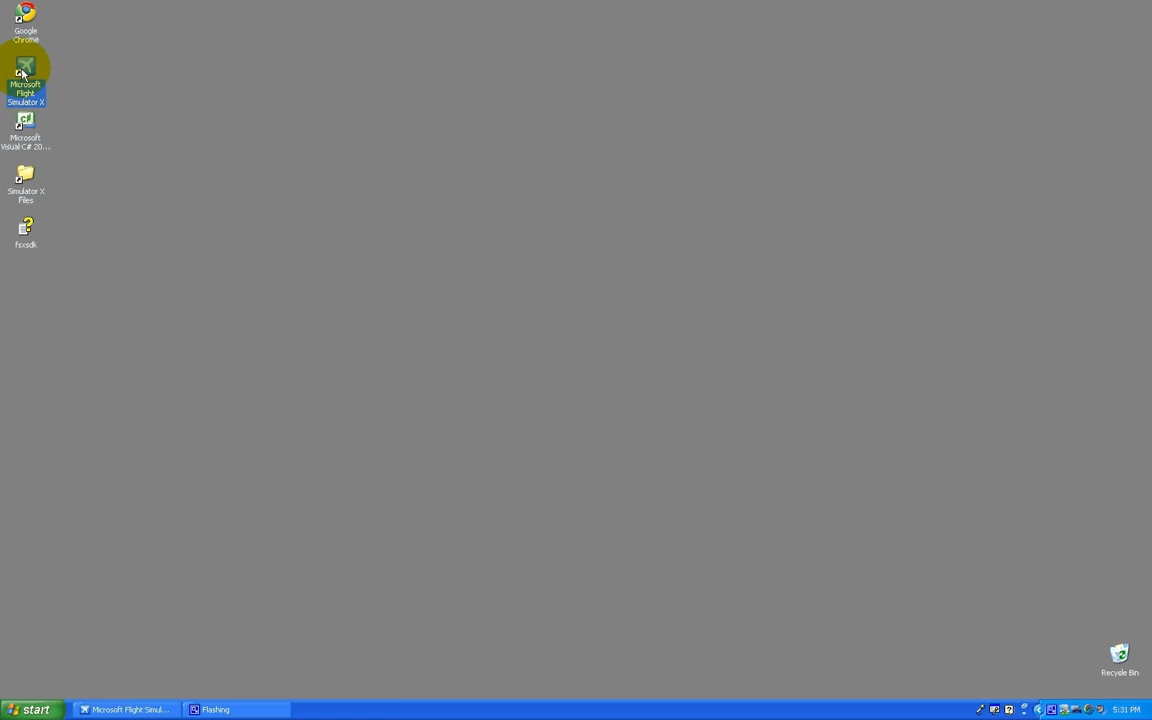 Google
Chrome
Microsoft
Flight
Simulator X
C#
Microsoft
Visual C# 20...
Simulator X
Files
fsxsdk
Recycle Bin
start
Microsoft Flight Simul...
Flashing
5:31 PM